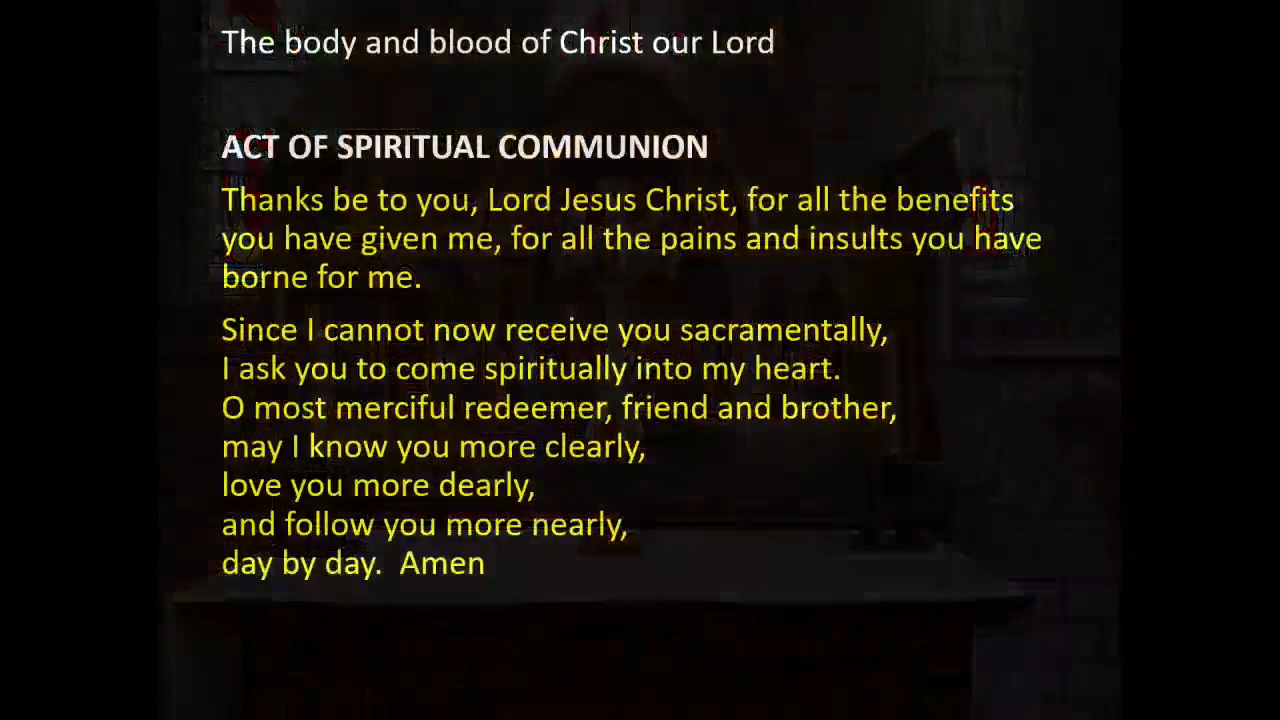 The body and blood of Christ our Lord
ACT OF SPIRITUAL COMMUNION
Thanks be to you, Lord Jesus Christ, for all the benefits
you have given me, for all the pains and insults you have
borne for me.
Since I cannot now receive you sacramentally,
I ask you to come spiritually into my heart.
O most merciful redeemer, friend and brother,
may I know you more clearly,
love you more dearly,
and follow you more nearly,
day by day.  Amen